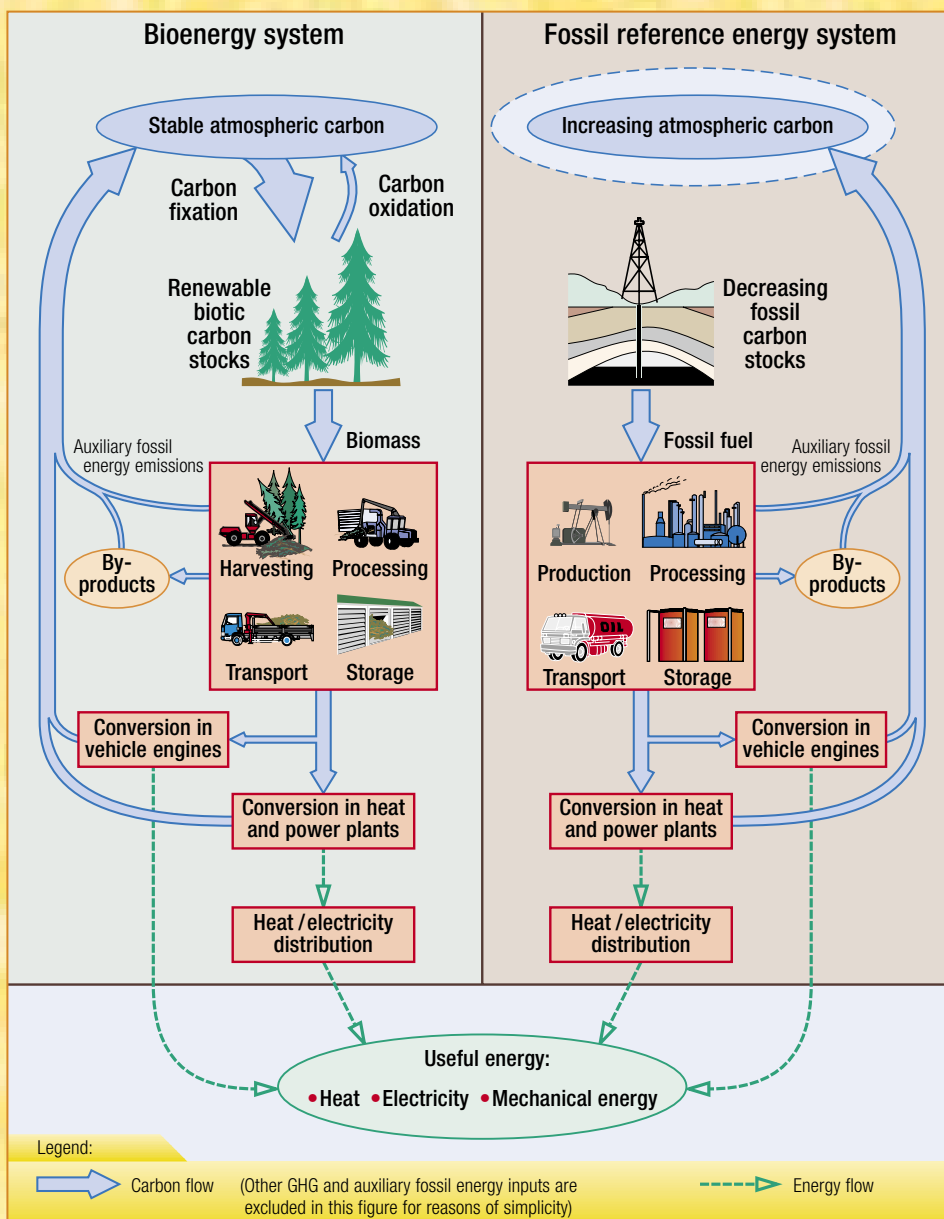 Bioenergy system
Stable atmospheric carbon
Carbon
fixation
Carbon
oxidation
Renewable
biotic
carbon
stocks
Biomass
Auxiliary fossil
energy emissions
Harvesting
Processing
By-
products
Transport
Storage
Conversion in
vehicle engines
Conversion in heat
and power plants
Heat / electricity
distribution
Fossil reference energy system
Increasing atmospheric carbon
Decreasing
fossil
carbon
stocks
Fossil fuel
Auxiliary fossil
energy emissions
Production
Processing
By-
products
OIL
Transport
Storage
Conversion in
vehicle engines
Conversion in heat
and power plants
Heat / electricity
distribution
Useful energy:
•Heat •Electricity •Mechanical energy
Legend:
Carbon flow
(Other GHG and auxiliary fossil energy inputs are
excluded in this figure for reasons of simplicity)
Energy flow